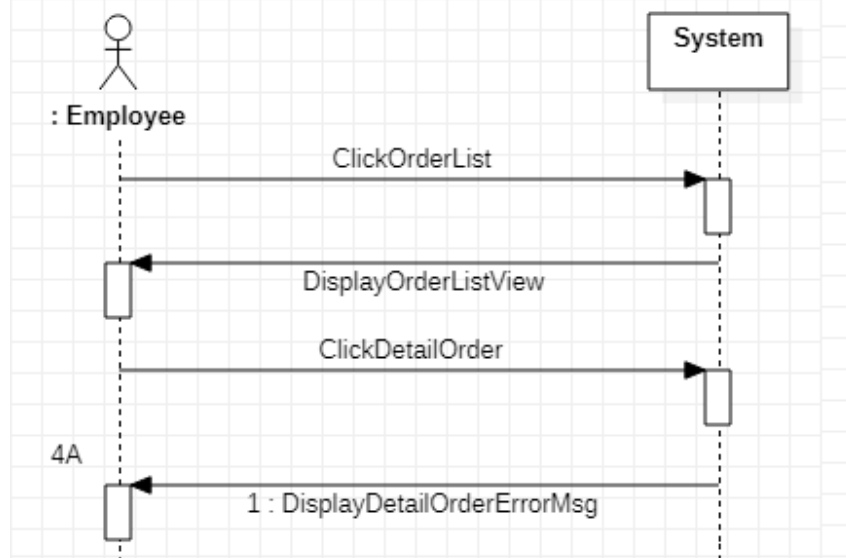 System
: Employee
ClickOrderList
DisplayOrderListView
ClickDetailOrder
4A
1 : DisplayDetailOrderErrorMsg